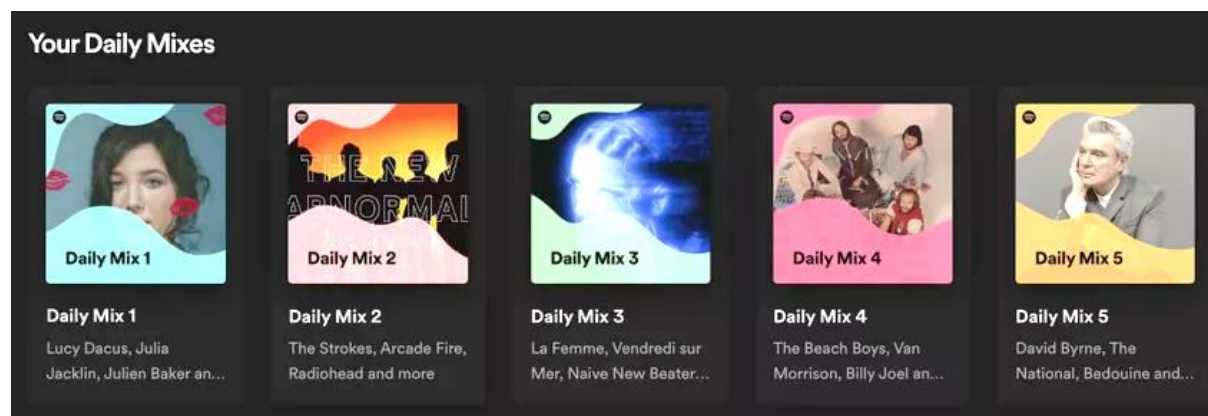 Your Daily Mixes
THE NEW
ABNORMAL
Daily Mix 1
Daily Mix 2
Daily Mix 3
Daily Mix 4
Daily Mix 5
Daily Mix 1
Lucy Dacus, Julia
Jacklin, Julien Baker an...
Daily Mix 2
The Strokes, Arcade Fire,
Radiohead and more
Daily Mix 3
La Femme, Vendredi sur
Mer, Naive New Beater...
Daily Mix 4
The Beach Boys, Van
Morrison, Billy Joel an...
Daily Mix 5
David Byrne, The
National, Bedouine and...